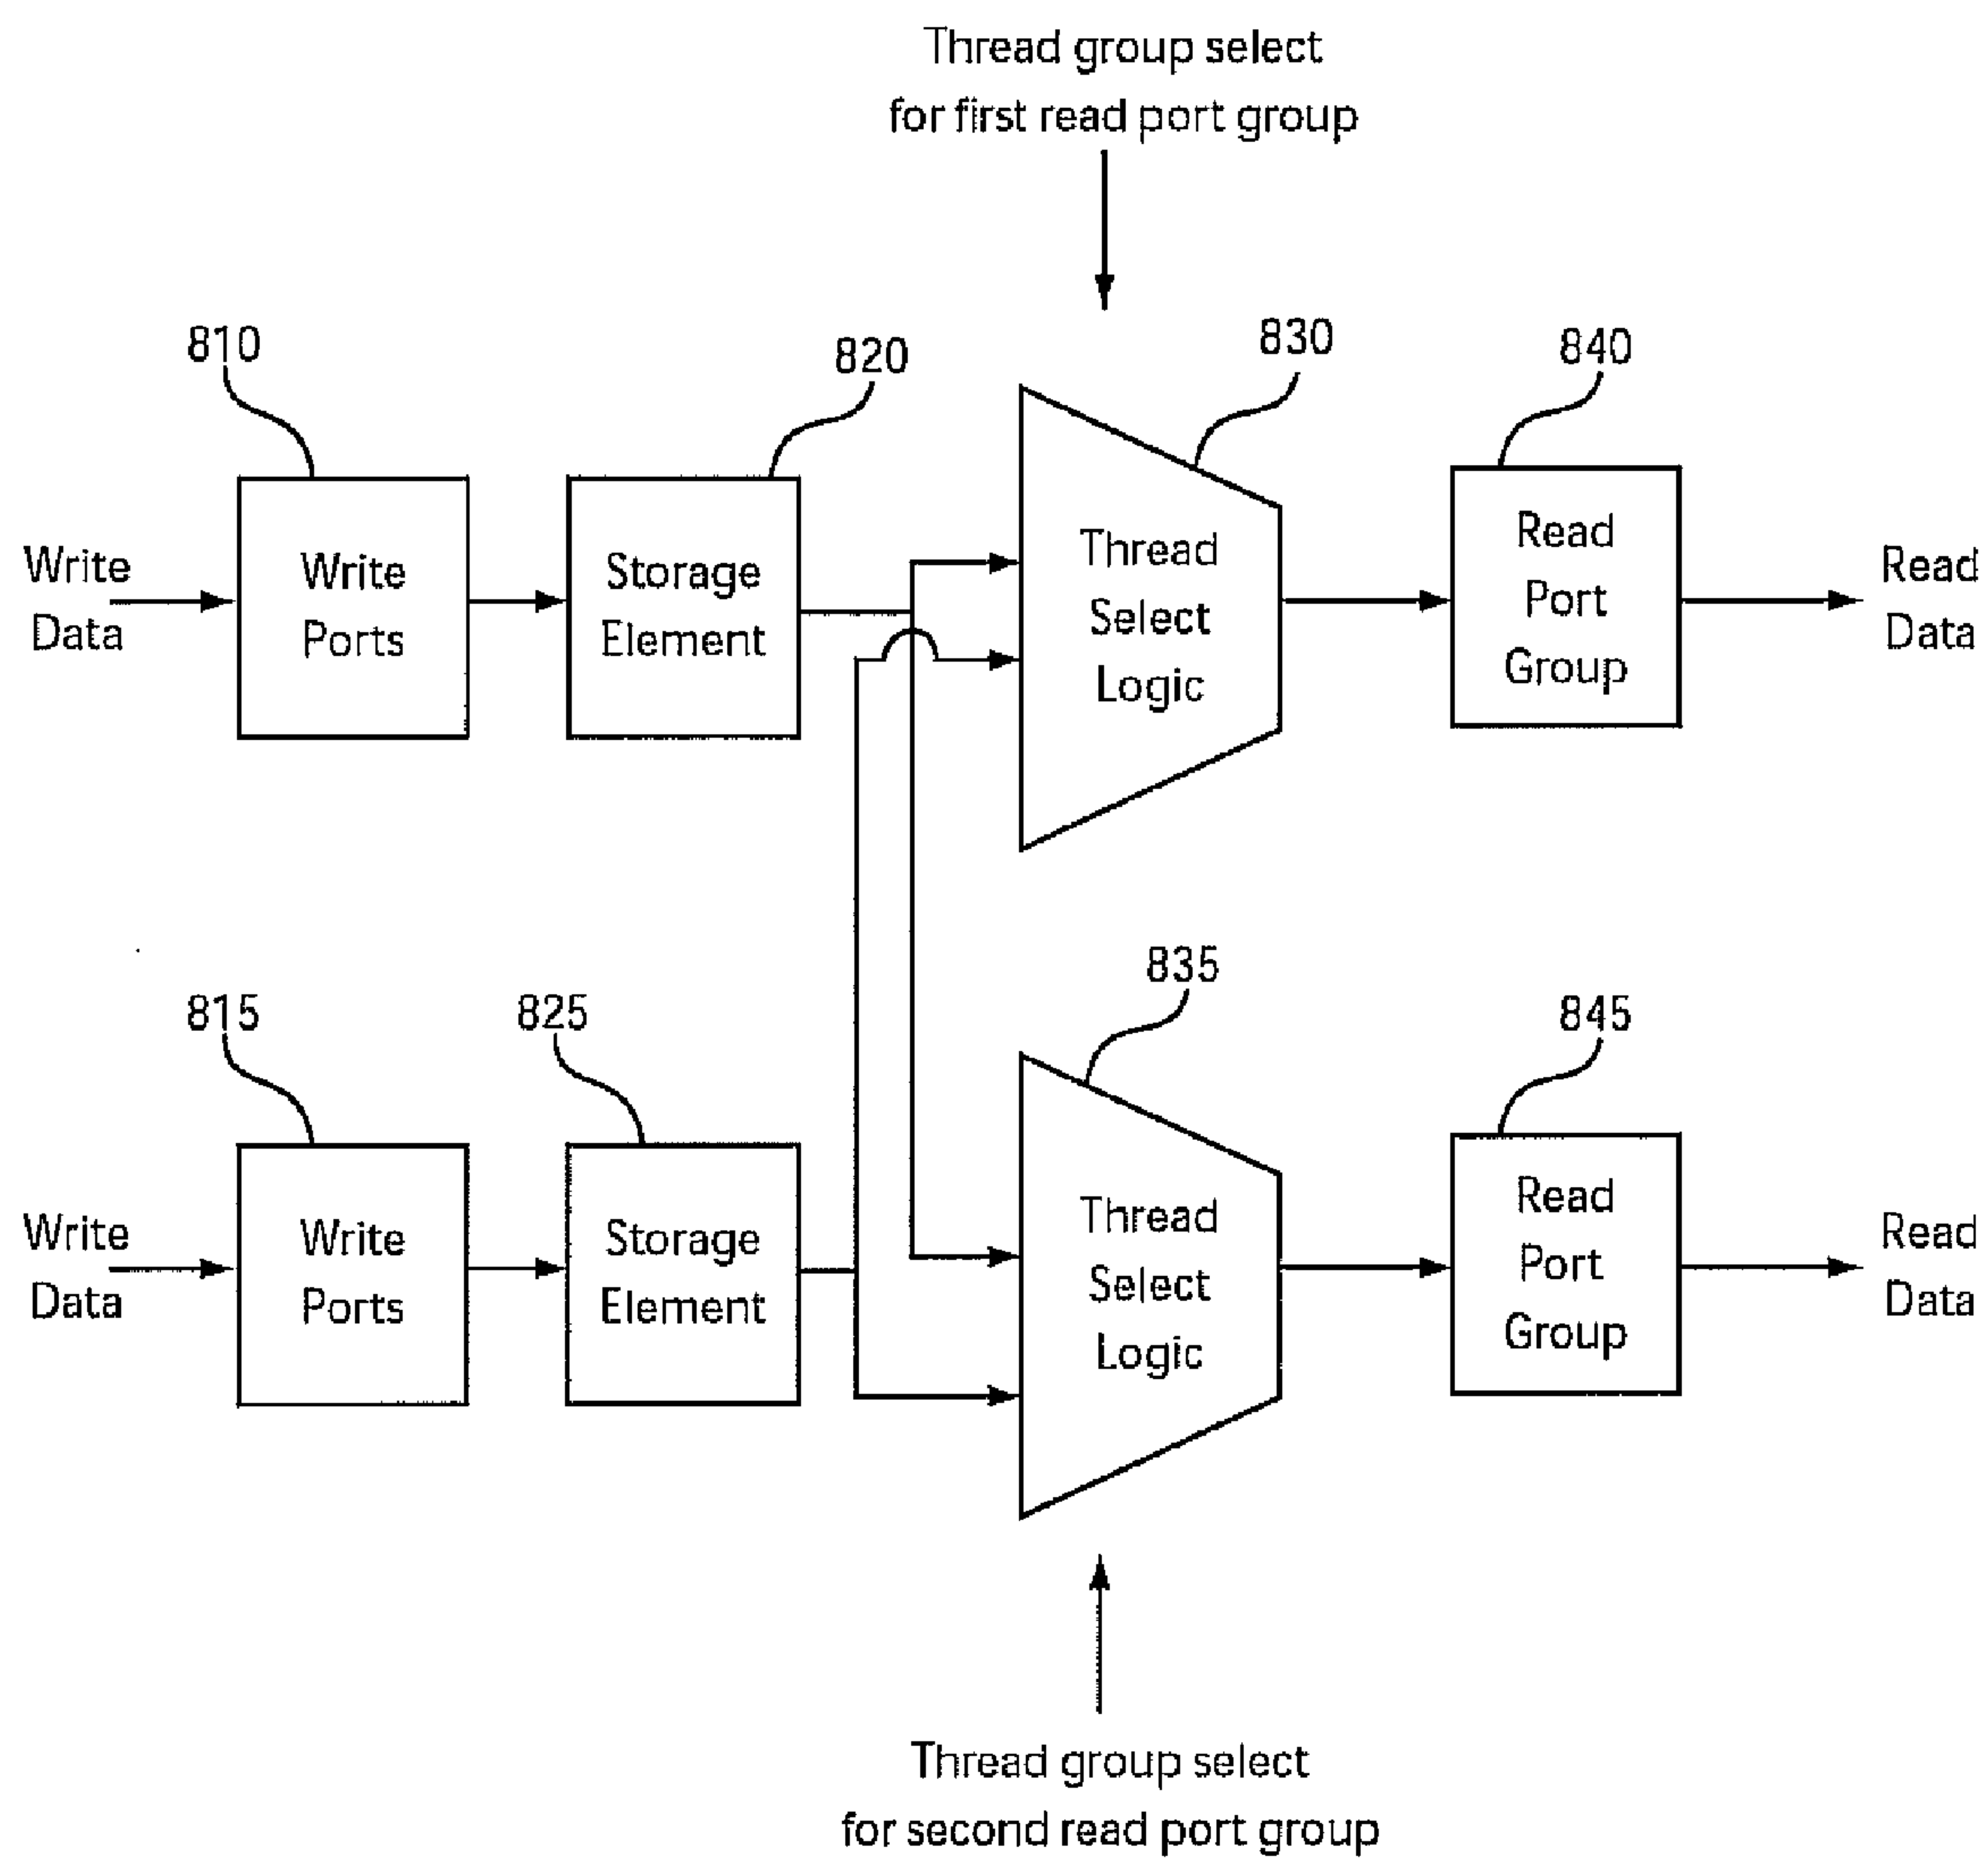 Thread group select
for first read port group
810
820
830
840
Write
Data
Write
Ports
Storage
Element
Thread
Select
Logic
Read
Port
Group
Read
Data
815
825
835
845
Write
Data
Write
Ports
Storage
Element
Thread
Select
Logic
Read
Port
Group
Read
Data
Thread group select
for second read port group